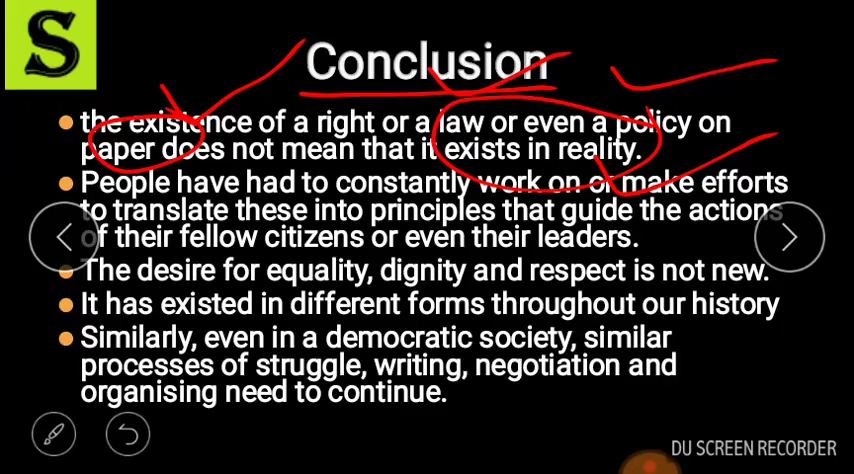 S
Conclusion
the existence of a right or a law or even a policy on
paper does not mean that it exists in reality.
People have had to constantly work on or make efforts
to translate these into principles that guide the actions
of their fellow citizens or even their leaders.
The desire for equality, dignity and respect is not new.
It has existed in different forms throughout our history
Similarly, even in a democratic society, similar
processes of struggle, writing, negotiation and
organising need to continue.
DU SCREEN RECORDER